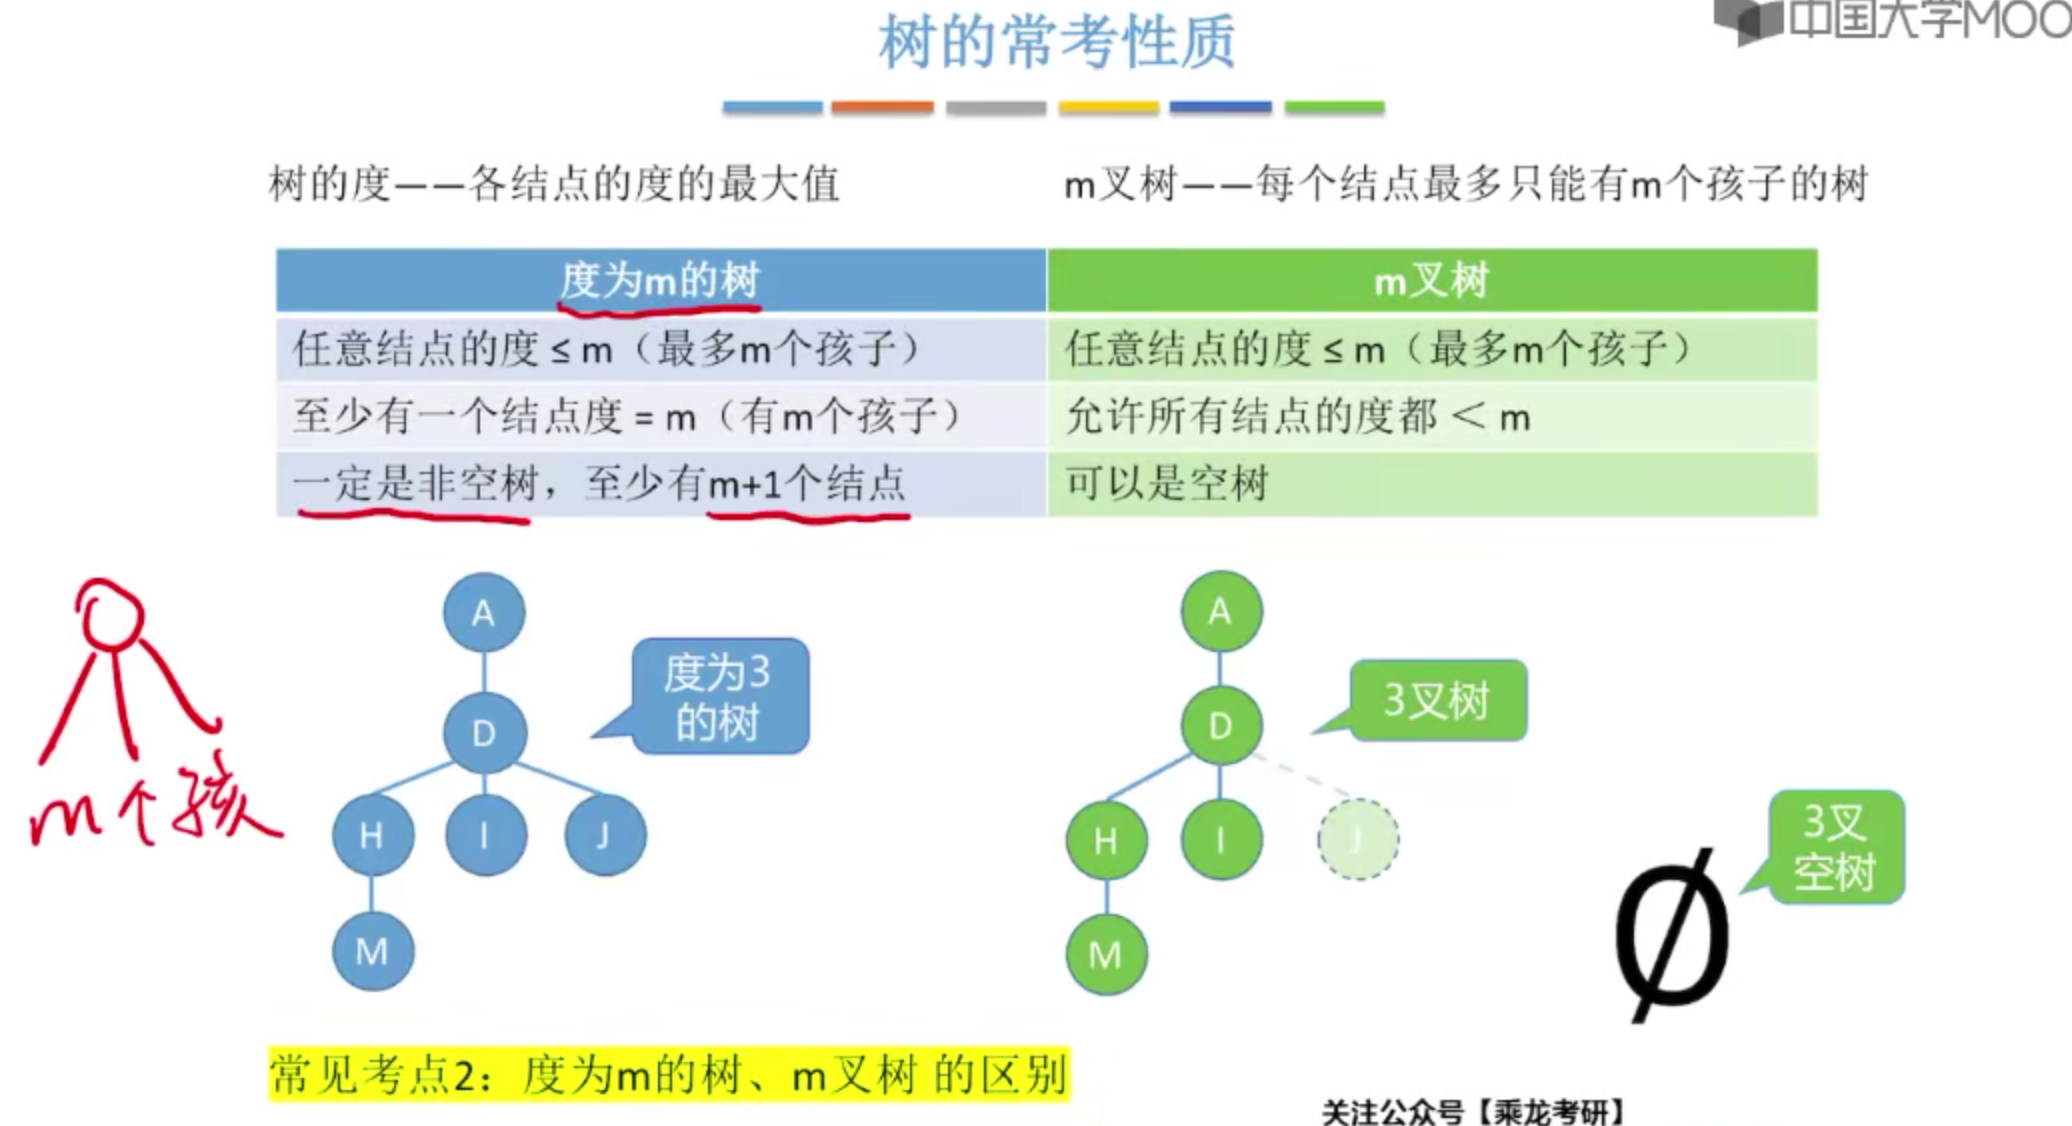 中国大学MOO
树的常考性质
树的度——各结点的度的最大值
m叉树——每个结点最多只能有m个孩子的树
度为m的树
m叉树
任意结点的度 ≤ m（最多m个孩子）
任意结点的度 ≤ m（最多m个孩子）
至少有一个结点度 = m（有m个孩子）
允许所有结点的度都 ＜ m
一定是非空树，至少有m+1个结点
可以是空树
m个孩
A
D
H I J
M
度为3
的树
A
D
H I J
M
3叉树
Ø
3叉
空树
常见考点2：度为m的树、m叉树 的区别
关注公众号【乘龙考研】